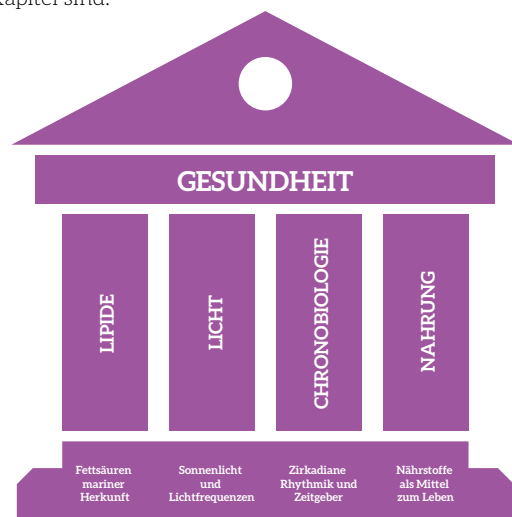 Kapitel sind.
GESUNDHEIT
LIPIDE
LICHT
CHRONOBIOLOGIE
NAHRUNG
Fettsäuren
mariner
Herkunft
Sonnenlicht
und
Lichtfrequenzen
Zirkadiane
Rhythmik und
Zeitgeber
Nährstoffe
als Mittel
zum Leben